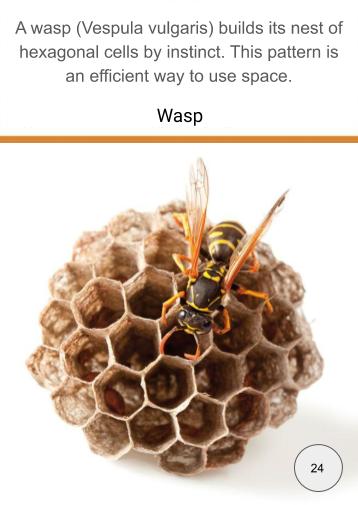 A wasp (Vespula vulgaris) builds its nest of
hexagonal cells by instinct. This pattern is
an efficient way to use space.
Wasp
24